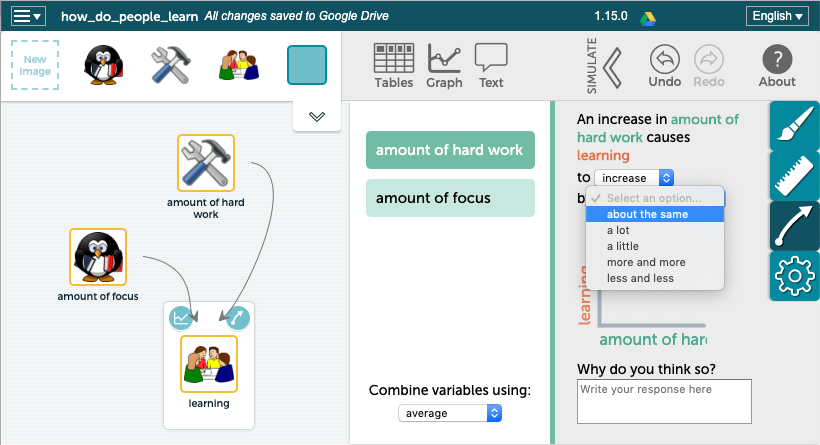 how_do_people_learn All changes saved to Google Drive
1.15.0
English
New
Image
Tables
Graph
Text
SIMULATE
Undo
Redo
About
amount of hard
work
amount of focus
learning
amount of hard work
amount of focus
Combine variables using:
average
An increase in amount of
hard work causes
learning
to increase
b
Select an option...
about the same
a lot
a little
more and more
less and less
learning
amount of har
Why do you think so?
Write your response here